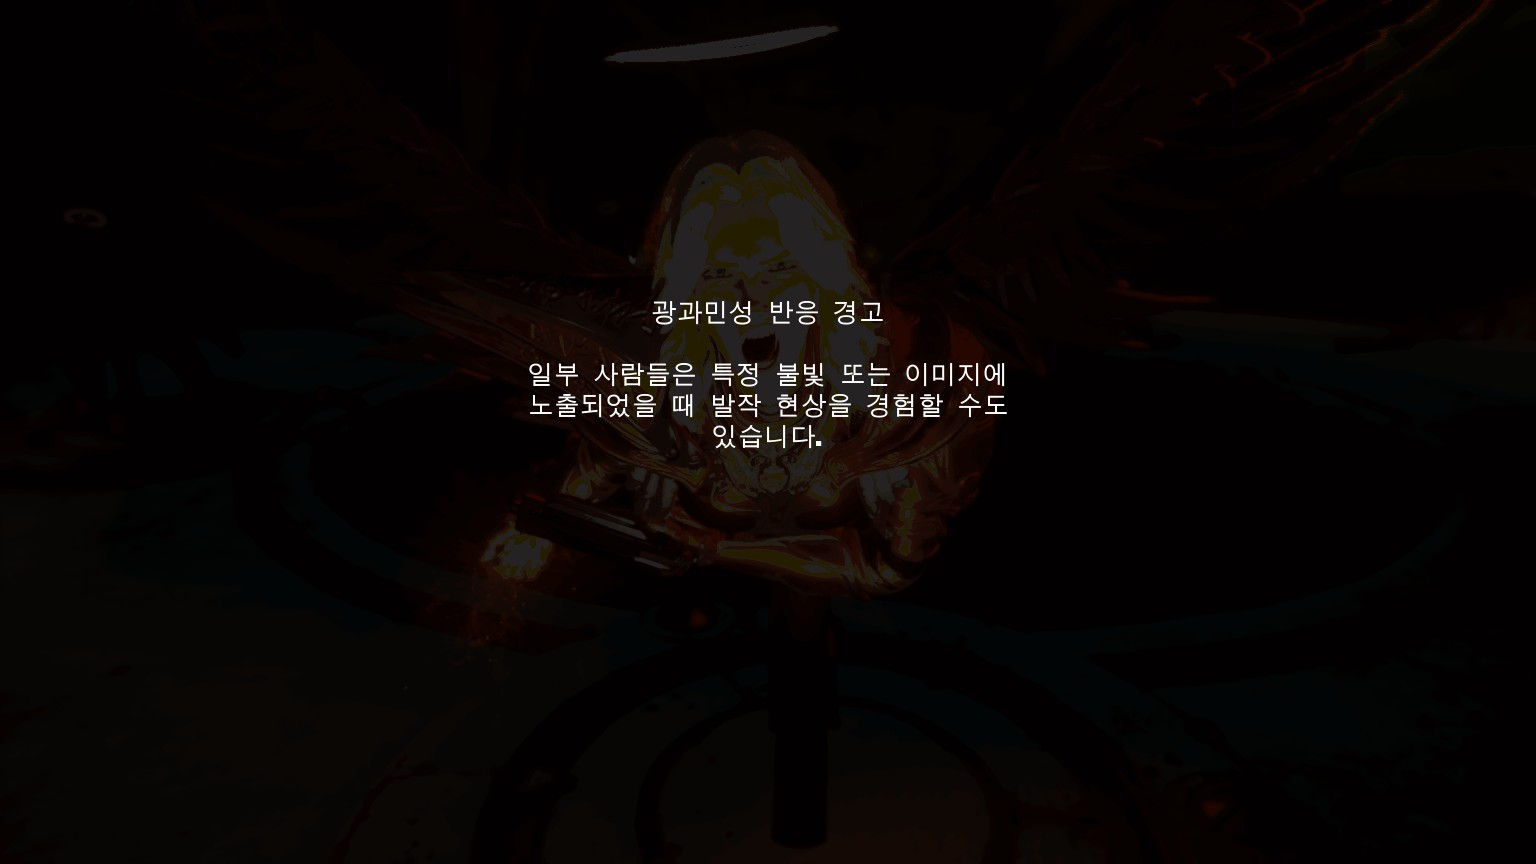 광과민성 반응 경고
일부 사람들은 특정 불빛 또는 이미지에
노출되었을 때 발작 현상을 경험할 수도
있습니다.